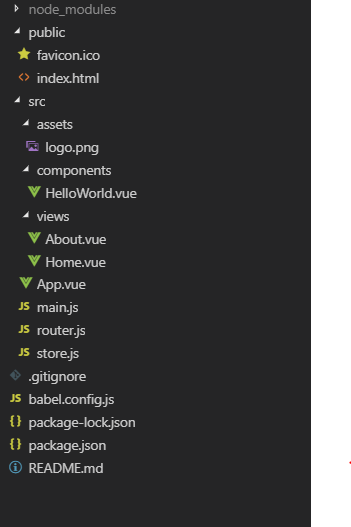 node_modules
public
favicon.ico
index.html
src
assets
logo.png
components
HelloWorld.vue
views
About.vue
Home.vue
App.vue
JS main.js
JS router.js
JS store.js
.gitignore
JS babel.config.js
{} package-lock.json
{} package.json
README.md